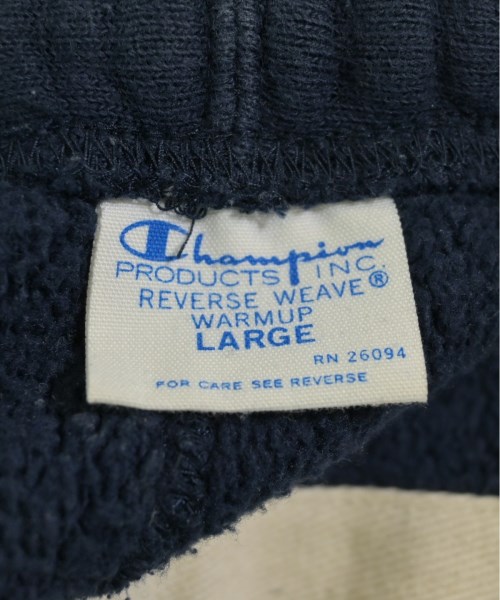 Champion
PRODUCTS INC.
REVERSE WEAVE®
WARMUP
LARGE
RN 26094
FOR CARE SEE REVERSE